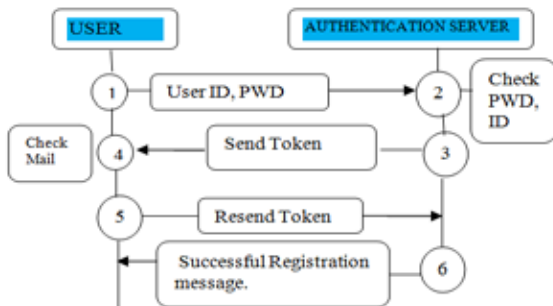 USER
AUTHENTICATION SERVER
1
User ID, PWD
2
Check
PWD,
ID
Check
Mail
4
Send Token
3
5
Resend Token
Successful Registration
message.
6